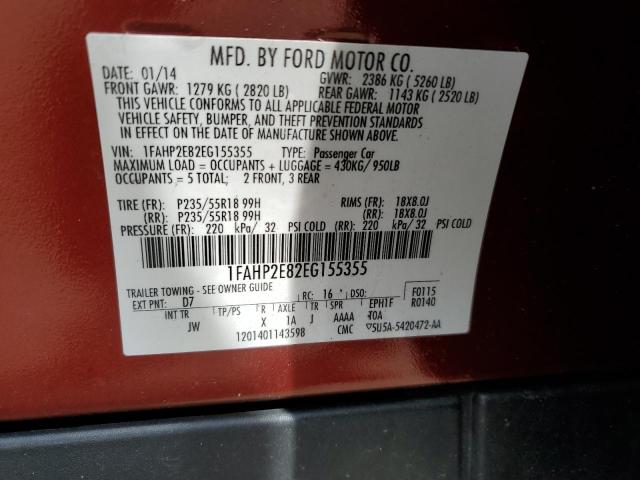 MFD. BY FORD MOTOR CO.
DATE: 01/14 GVWR: 2386 KG ( 5260 LB)
FRONT GAWR: 1279 KG ( 2820 LB) REAR GAWR: 1143 KG ( 2520 LB)
THIS VEHICLE CONFORMS TO ALL APPLICABLE FEDERAL MOTOR
VEHICLE SAFETY, BUMPER, AND THEFT PREVENTION STANDARDS
IN EFFECT ON THE DATE OF MANUFACTURE SHOWN ABOVE.
VIN: 1FAHP2E82EG155355 TYPE: Passenger Car
MAXIMUM LOAD = OCCUPANTS + LUGGAGE = 430KG/ 950LB
OCCUPANTS = 5 TOTAL; 2 FRONT, 3 REAR
TIRE (FR): P235/55R18 99H RIMS (FR): 18X8.0J
(RR): P235/55R18 99H (RR): 18X8.0J
PRESSURE (FR): 220 kPa/ 32 PSI COLD (RR): 220 kPa/ 32 PSI COLD
1FAHP2E82EG155355
TRAILER TOWING - SEE OWNER GUIDE F0115
EXT PNT: D7 RC: 16 DSO: R0140
INT TR TP/PS R AXLE TR SPR EPH1F
JW X 1A J AAAA TOA
1201401143598 CMC 5U5A-5420472-AA